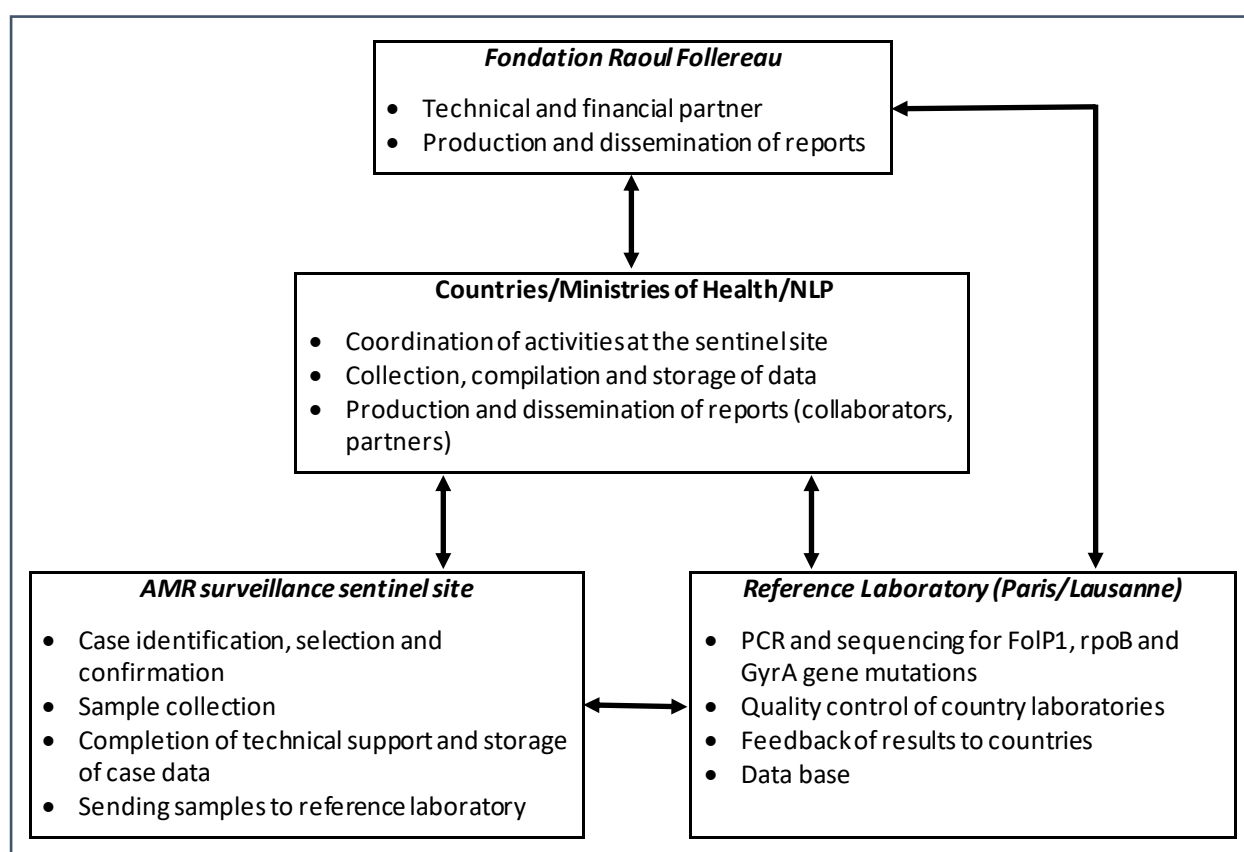 Fondation Raoul Follereau
• Technical and financial partner
• Production and dissemination of reports
Countries/Ministries of Health/NLP
• Coordination of activities at the sentinel site
• Collection, compilation and storage of data
• Production and dissemination of reports (collaborators,
partners)
AMR surveillance sentinel site
• Case identification, selection and
confirmation
• Sample collection
• Completion of technical support and storage
of case data
• Sending samples to reference laboratory
Reference Laboratory (Paris/Lausanne)
• PCR and sequencing for FolP1, rpoB and
GyrA gene mutations
• Quality control of country laboratories
• Feedback of results to countries
• Data base